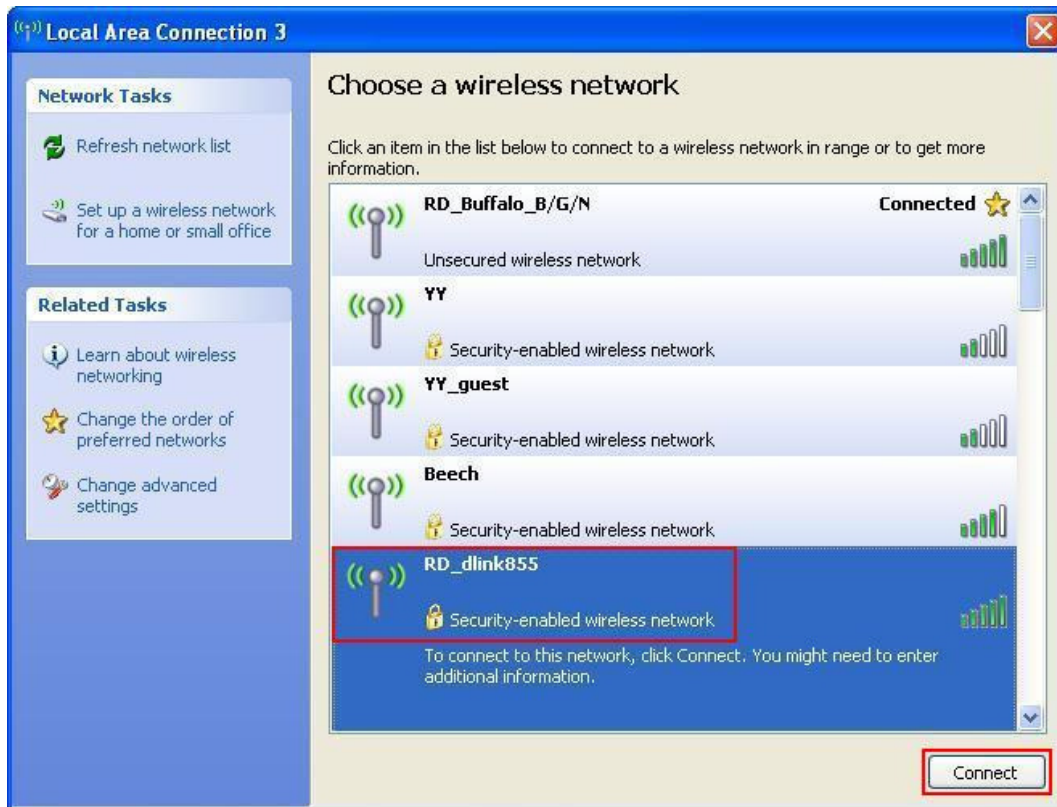 Local Area Connection 3
Network Tasks
Refresh network list
Set up a wireless network
for a home or small office
Related Tasks
Learn about wireless
networking
Change the order of
preferred networks
Change advanced
settings
Choose a wireless network
Click an item in the list below to connect to a wireless network in range or to get more
information.
RD_Buffalo_B/G/N Connected
Unsecured wireless network
YY
Security-enabled wireless network
YY_guest
Security-enabled wireless network
Beech
Security-enabled wireless network
RD_dlink855
Security-enabled wireless network
To connect to this network, click Connect. You might need to enter
additional information.
Connect